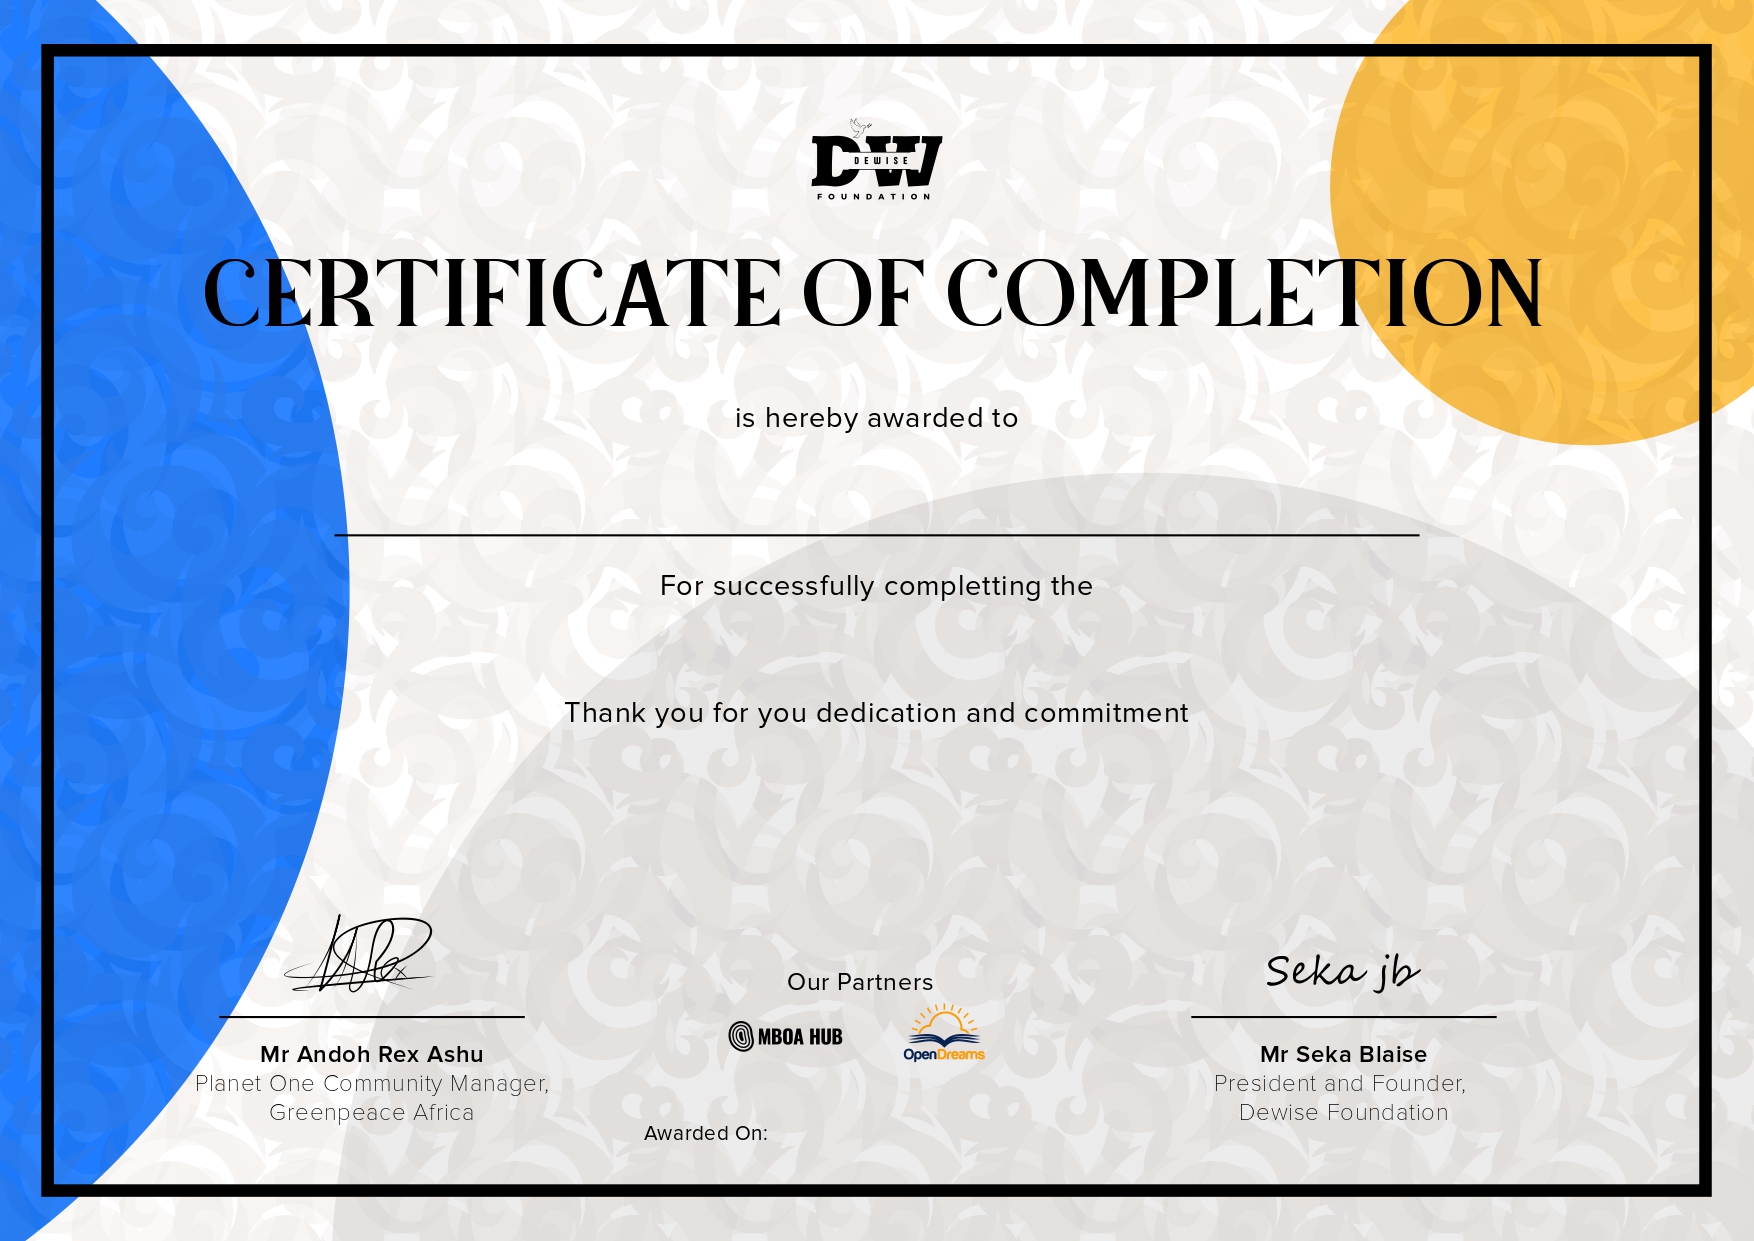 DW
DEWISE
FOUNDATION
CERTIFICATE OF COMPLETION
is hereby awarded to
For successfully completting the
Thank you for you dedication and commitment
Seka jb
Our Partners
MBOA HUB
OpenDreams
Mr Andoh Rex Ashu
Planet One Community Manager,
Greenpeace Africa
Mr Seka Blaise
President and Founder,
Dewise Foundation
Awarded On: